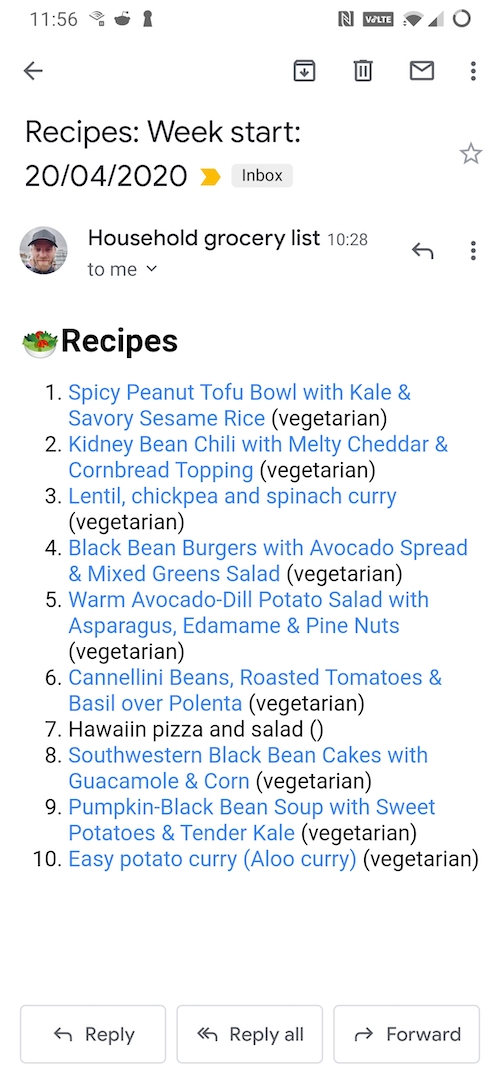 11:56
VoLTE
Recipes: Week start:
20/04/2020 Inbox
Household grocery list 10:28
to me
Recipes
1. Spicy Peanut Tofu Bowl with Kale &
Savory Sesame Rice (vegetarian)
2. Kidney Bean Chili with Melty Cheddar &
Cornbread Topping (vegetarian)
3. Lentil, chickpea and spinach curry
(vegetarian)
4. Black Bean Burgers with Avocado Spread
& Mixed Greens Salad (vegetarian)
5. Warm Avocado-Dill Potato Salad with
Asparagus, Edamame & Pine Nuts
(vegetarian)
6. Cannellini Beans, Roasted Tomatoes &
Basil over Polenta (vegetarian)
7. Hawaiin pizza and salad ()
8. Southwestern Black Bean Cakes with
Guacamole & Corn (vegetarian)
9. Pumpkin-Black Bean Soup with Sweet
Potatoes & Tender Kale (vegetarian)
10. Easy potato curry (Aloo curry) (vegetarian)
Reply
Reply all
Forward